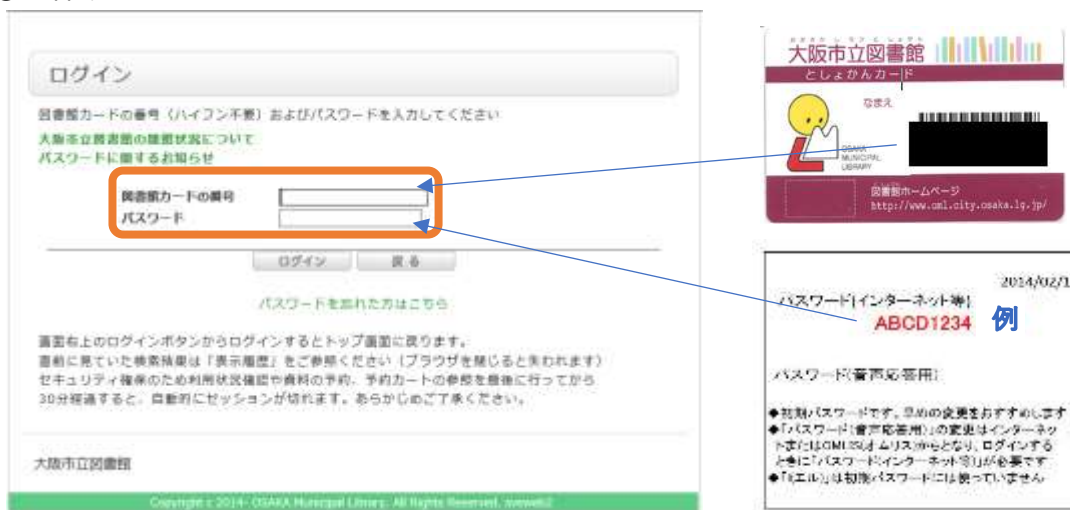 ログイン
図書館カードの番号（ハイフン不要）およびパスワードを入力してください
大阪市立図書館の開館状況について
パスワードに関するお知らせ
図書館カードの番号
パスワード
ログイン
戻る
パスワードを忘れた方はこちら
画面右上のログインボタンからログインするとトップ画面に戻ります。
直前に見ていた検索結果は「表示履歴」をご参照ください（ブラウザを閉じると失われます）
セキュリティ確保のため利用状況確認や資料の予約、予約カートの参照を最後に行ってから
30分経過すると、自動的にセッションが切れます。あらかじめご了承ください。
大阪市立図書館
Copyright c 2014- OSAKA Municipal Library. All Rights Reserved.
おおさかしりつとしょかん
大阪市立図書館
としょかんカード
なまえ
OSAKA
MUNICIPAL
LIBRARY
図書館ホームページ
http://www.oml.city.osaka.lg.jp/
2014/02/1
パスワード(インターネット等)
ABCD1234
例
パスワード(音声応答用)
◆初期パスワードです。早めの変更をおすすめします
◆「パスワード(音声応答用)」の変更はインターネッ
トまたはOMLIS(オムリス)からとなり、ログインする
ときに「パスワード(インターネット等)」が必要です
◆「l(エル)」は初期パスワードには使っていません